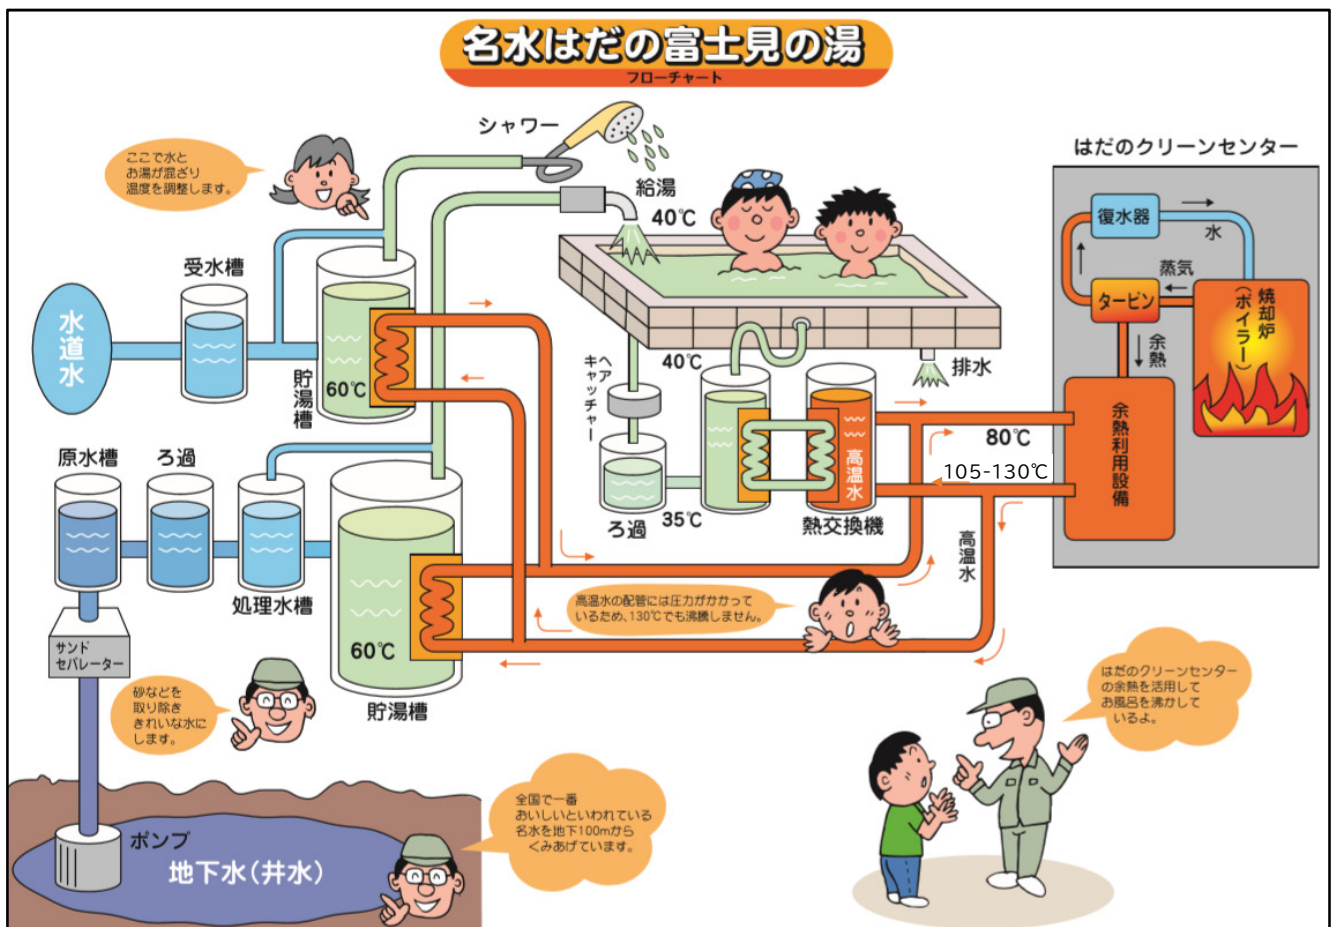 名水はだの富士見の湯
フローチャート
シャワー
ここで水と
お湯が混ざり
温度を調整します。
給湯
40℃
はだのクリーンセンター
復水器
水
蒸気
タービン
焼却炉
（ボイラー）
余熱
余熱利用設備
受水槽
水道水
貯湯槽
60℃
ヘアキャッチャー
40℃
排水
高温水
80℃
105-130℃
原水槽
ろ過
処理水槽
ろ過
35℃
熱交換機
高温水
高温水の配管には圧力がかかって
いるため、130℃でも沸騰しません。
サンド
セパレーター
60℃
貯湯槽
砂などを
取り除き
きれいな水に
します。
はだのクリーンセンター
の余熱を活用して
お風呂を沸かして
いるよ。
全国で一番
おいしいといわれている
名水を地下100mから
くみあげています。
ポンプ
地下水(井水)